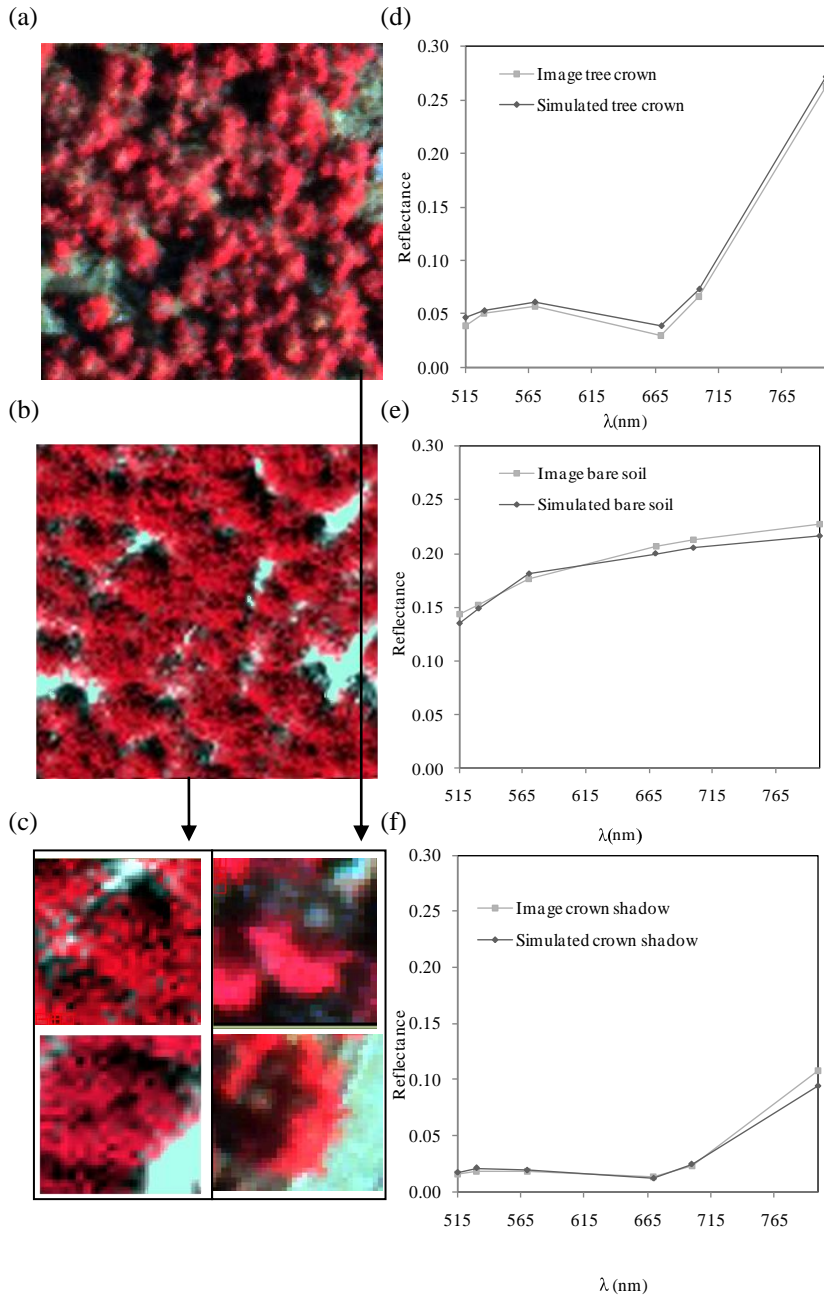 (a)
(b)
(c)
(d)
0.30
0.25
0.20
0.15
0.10
0.05
0.00
Reflectance
Image tree crown
Simulated tree crown
515 565 615 665 715 765
λ(nm)
(e)
0.30
0.25
0.20
0.15
0.10
0.05
0.00
Reflectance
Image bare soil
Simulated bare soil
515 565 615 665 715 765
λ(nm)
(f)
0.30
0.25
0.20
0.15
0.10
0.05
0.00
Reflectance
Image crown shadow
Simulated crown shadow
515 565 615 665 715 765
λ (nm)